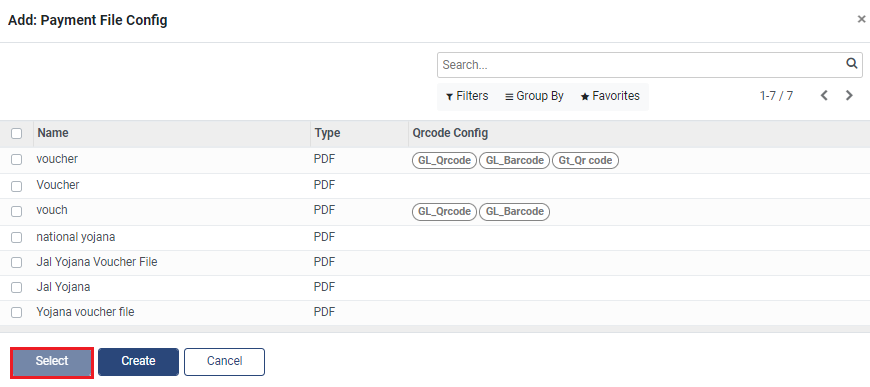 Add: Payment File Config ×
Search...
Filters Group By Favorites 1-7 / 7
Name Type Qrcode Config
voucher PDF GL_Qrcode GL_Barcode Gt_Qr code
Voucher PDF
vouch PDF GL_Qrcode GL_Barcode
national yojana PDF
Jal Yojana Voucher File PDF
Jal Yojana PDF
Yojana voucher file PDF
Select Create Cancel